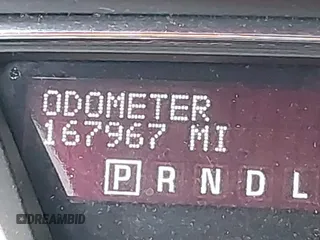 ODOMETER
167967 MI
P R N D L
DREAMBID